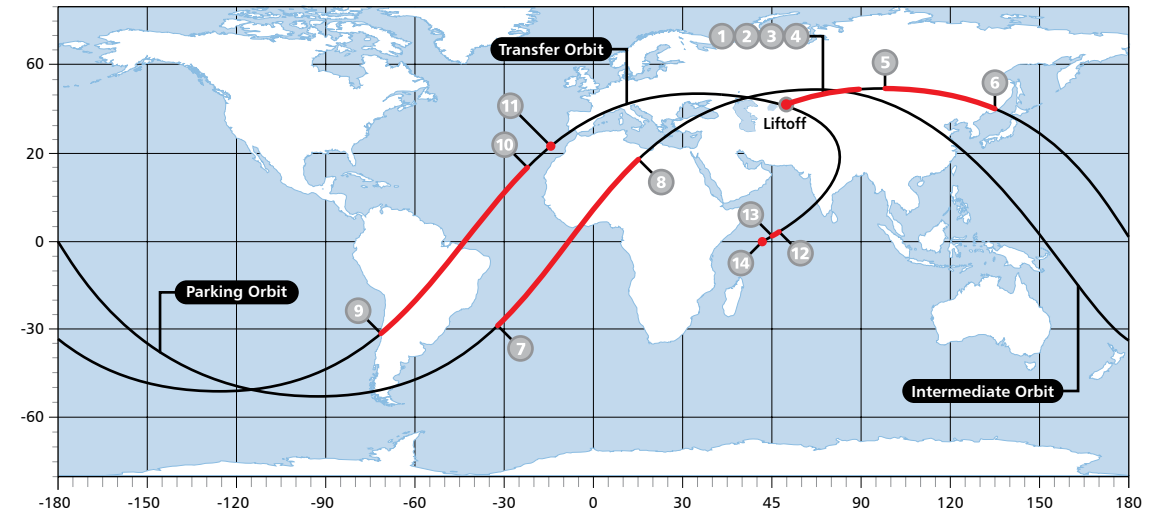 1 2 3 4
5
6
Transfer Orbit
60
11
Liftoff
10
20
8
13
0
12
14
Parking Orbit
9
-30
7
Intermediate Orbit
-60
-180 -150 -120 -90 -60 -30 0 30 45 90 120 150 180